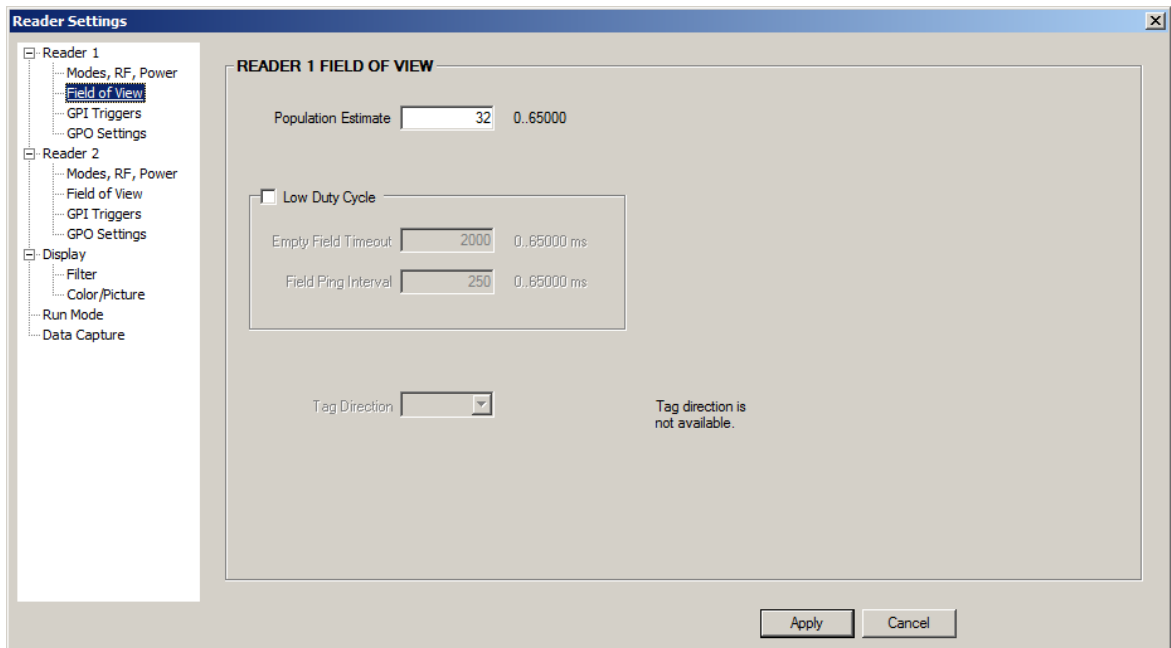 Reader Settings
Reader 1
Modes, RF, Power
Field of View
GPI Triggers
GPO Settings
Reader 2
Modes, RF, Power
Field of View
GPI Triggers
GPO Settings
Display
Filter
Color/Picture
Run Mode
Data Capture
READER 1 FIELD OF VIEW
Population Estimate 32 0..65000
Low Duty Cycle
Empty Field Timeout 2000 0..65000 ms
Field Ping Interval 250 0..65000 ms
Tag Direction
Tag direction is
not available.
Apply Cancel